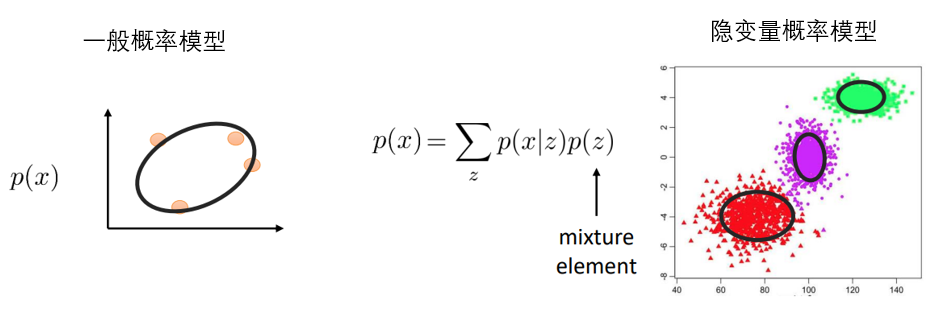 一般概率模型
隐变量概率模型
p(x)
p(x) = ∑ p(x|z)p(z)
z
mixture
element
6
4
2
0
-2
-4
-6
-8
40 60 80 100 120 140